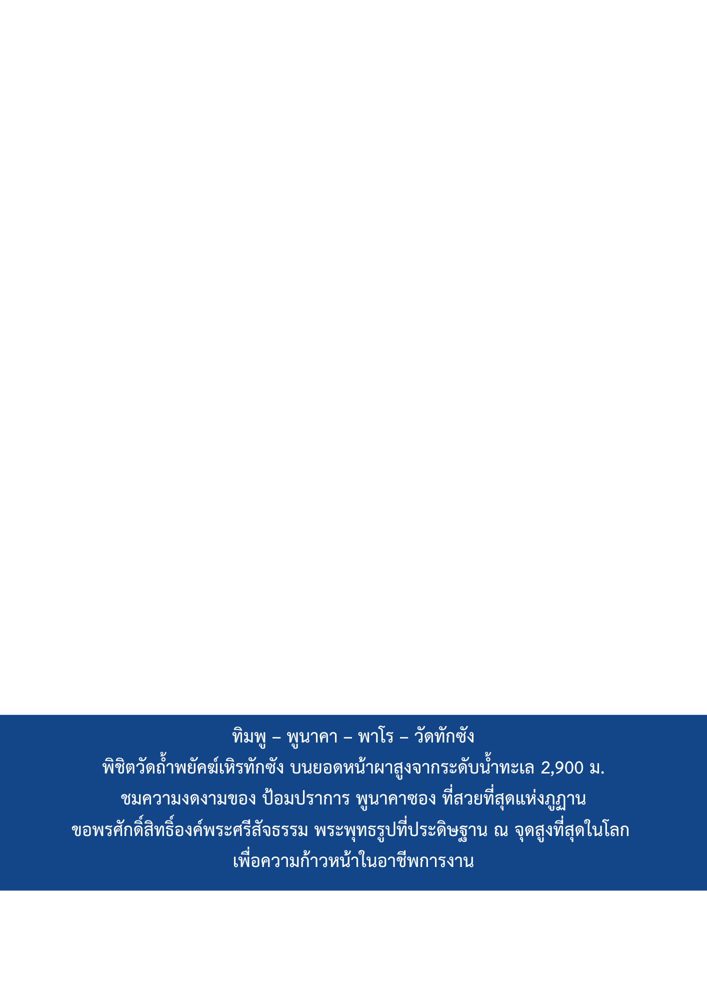 ทิมพู – พูนาคา – พาโร – วัดทักซัง
พิชิตวัดถ้ำพยัคฆ์เหิรทักซัง บนยอดหน้าผาสูงจากระดับน้ำทะเล 2,900 ม.
ชมความงดงามของ ป้อมปราการ พูนาคาซอง ที่สวยที่สุดแห่งภูฏาน
ขอพรศักดิ์สิทธิ์องค์พระศรีสัจธรรม พระพุทธรูปที่ประดิษฐาน ณ จุดสูงที่สุดในโลก
เพื่อความก้าวหน้าในอาชีพการงาน